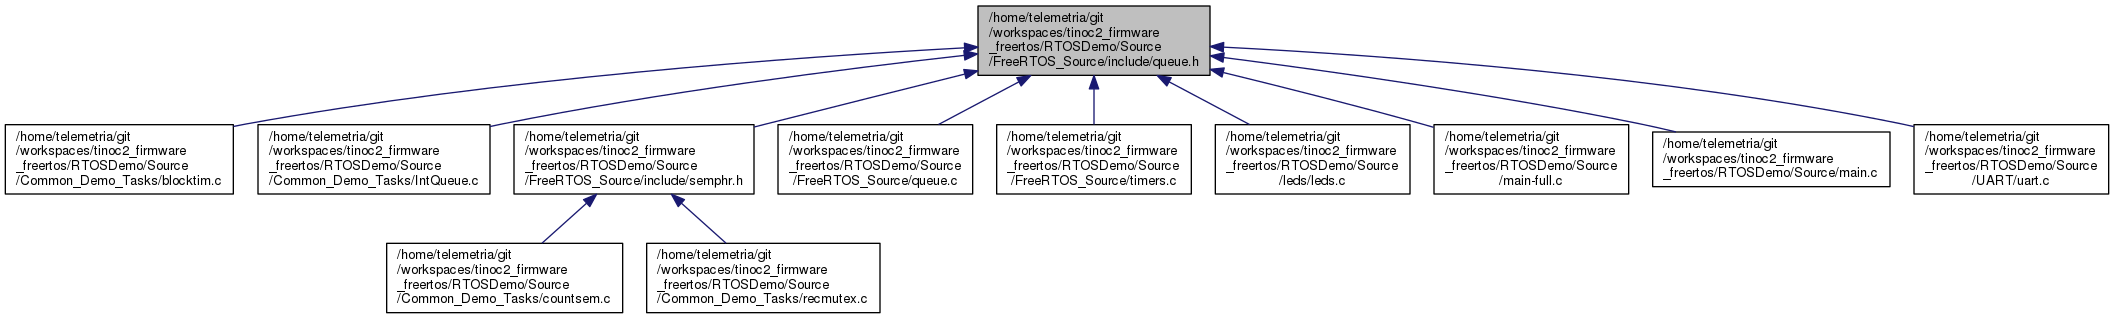 /home/telemetria/git
/workspaces/tinoc2_firmware
_freertos/RTOSDemo/Source
/FreeRTOS_Source/include/queue.h
/home/telemetria/git
/workspaces/tinoc2_firmware
_freertos/RTOSDemo/Source
/Common_Demo_Tasks/blocktim.c
/home/telemetria/git
/workspaces/tinoc2_firmware
_freertos/RTOSDemo/Source
/Common_Demo_Tasks/IntQueue.c
/home/telemetria/git
/workspaces/tinoc2_firmware
_freertos/RTOSDemo/Source
/FreeRTOS_Source/include/semphr.h
/home/telemetria/git
/workspaces/tinoc2_firmware
_freertos/RTOSDemo/Source
/FreeRTOS_Source/queue.c
/home/telemetria/git
/workspaces/tinoc2_firmware
_freertos/RTOSDemo/Source
/FreeRTOS_Source/timers.c
/home/telemetria/git
/workspaces/tinoc2_firmware
_freertos/RTOSDemo/Source
/leds/leds.c
/home/telemetria/git
/workspaces/tinoc2_firmware
_freertos/RTOSDemo/Source
/main-full.c
/home/telemetria/git
/workspaces/tinoc2_firmware
_freertos/RTOSDemo/Source/main.c
/home/telemetria/git
/workspaces/tinoc2_firmware
_freertos/RTOSDemo/Source
/UART/uart.c
/home/telemetria/git
/workspaces/tinoc2_firmware
_freertos/RTOSDemo/Source
/Common_Demo_Tasks/countsem.c
/home/telemetria/git
/workspaces/tinoc2_firmware
_freertos/RTOSDemo/Source
/Common_Demo_Tasks/recmutex.c